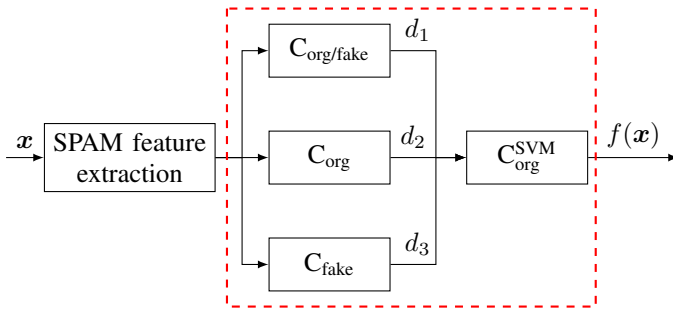 x
SPAM feature
extraction
C_org/fake
d_1
C_org
d_2
C_fake
d_3
C_org^SVM
f(x)